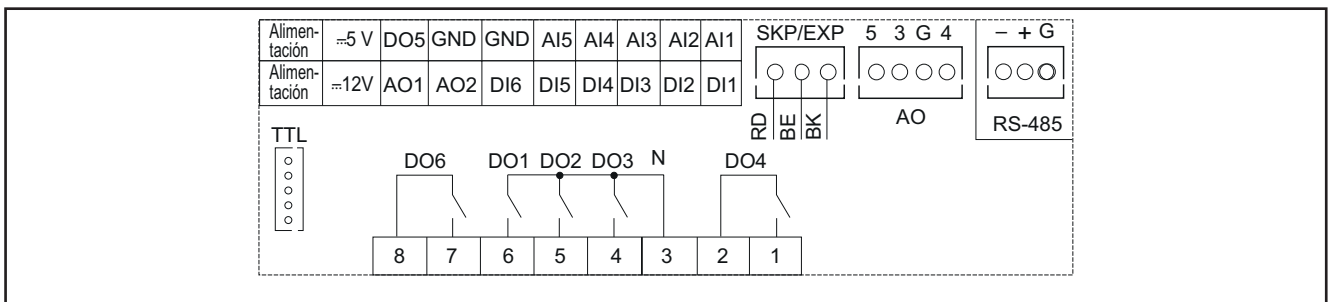 Alimen-
tación ⎓5 V DO5 GND GND AI5 AI4 AI3 AI2 AI1
Alimen-
tación ⎓12V AO1 AO2 DI6 DI5 DI4 DI3 DI2 DI1
SKP/EXP
RD BE BK
5 3 G 4
AO
– + G
RS-485
TTL
DO6 DO1 DO2 DO3 N DO4
8 7 6 5 4 3 2 1